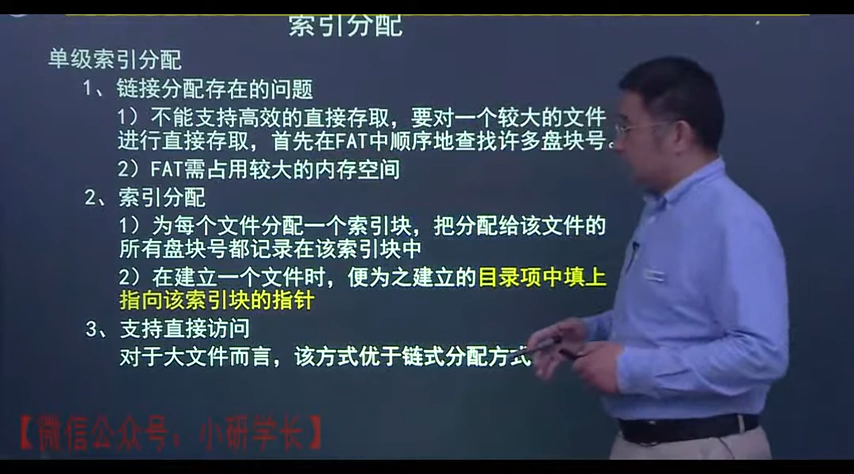 索引分配
单级索引分配
1、链接分配存在的问题
1）不能支持高效的直接存取，要对一个较大的文件
进行直接存取，首先在FAT中顺序地查找许多盘块号。
2）FAT需占用较大的内存空间
2、索引分配
1）为每个文件分配一个索引块，把分配给该文件的
所有盘块号都记录在该索引块中
2）在建立一个文件时，便为之建立的目录项中填上
指向该索引块的指针
3、支持直接访问
对于大文件而言，该方式优于链式分配方式
【微信公众号：小研学长】